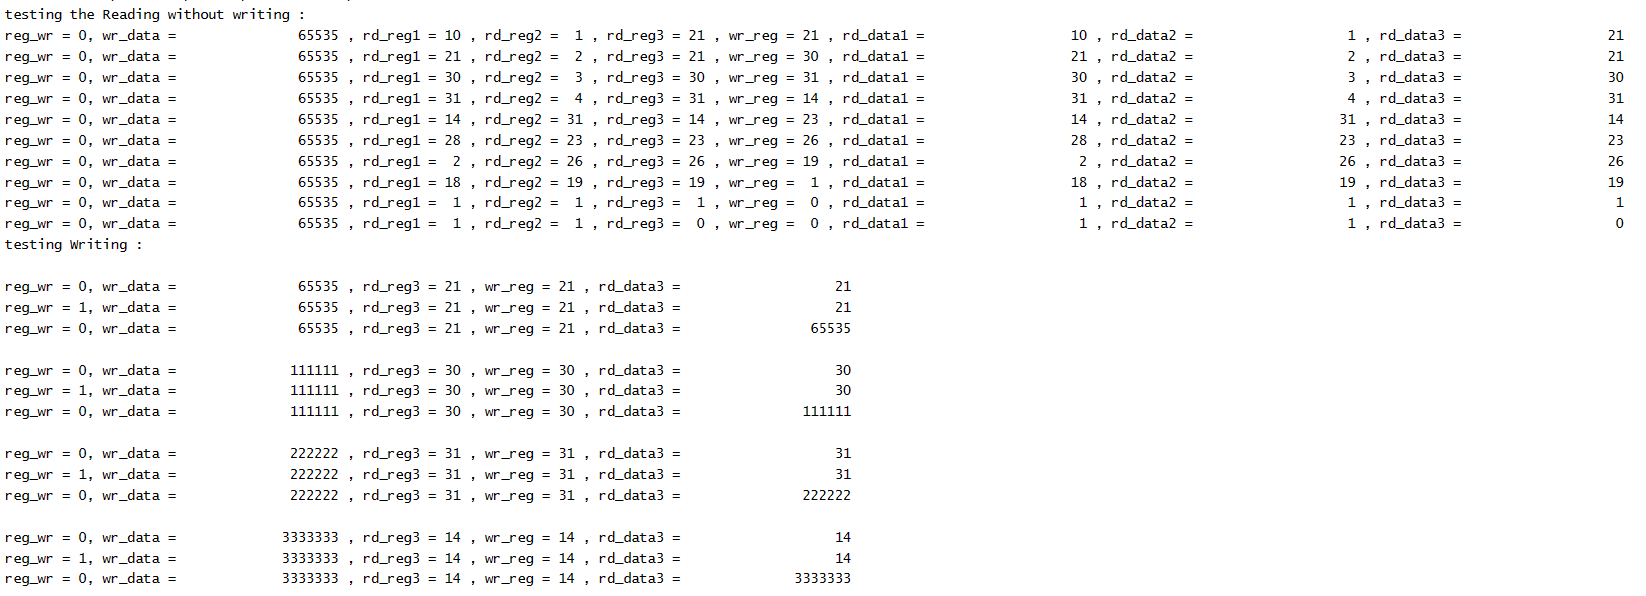 testing the Reading without writing :
reg_wr = 0, wr_data =                65535 , rd_reg1 = 10 , rd_reg2 =  1 , rd_reg3 = 21 , wr_reg = 21 , rd_data1 =                   10 , rd_data2 =                    1 , rd_data3 =                   21
reg_wr = 0, wr_data =                65535 , rd_reg1 = 21 , rd_reg2 =  2 , rd_reg3 = 21 , wr_reg = 30 , rd_data1 =                   21 , rd_data2 =                    2 , rd_data3 =                   21
reg_wr = 0, wr_data =                65535 , rd_reg1 = 30 , rd_reg2 =  3 , rd_reg3 = 30 , wr_reg = 31 , rd_data1 =                   30 , rd_data2 =                    3 , rd_data3 =                   30
reg_wr = 0, wr_data =                65535 , rd_reg1 = 31 , rd_reg2 =  4 , rd_reg3 = 31 , wr_reg = 14 , rd_data1 =                   31 , rd_data2 =                    4 , rd_data3 =                   31
reg_wr = 0, wr_data =                65535 , rd_reg1 = 14 , rd_reg2 = 31 , rd_reg3 = 14 , wr_reg = 23 , rd_data1 =                   14 , rd_data2 =                   31 , rd_data3 =                   14
reg_wr = 0, wr_data =                65535 , rd_reg1 = 28 , rd_reg2 = 23 , rd_reg3 = 23 , wr_reg = 26 , rd_data1 =                   28 , rd_data2 =                   23 , rd_data3 =                   23
reg_wr = 0, wr_data =                65535 , rd_reg1 =  2 , rd_reg2 = 26 , rd_reg3 = 26 , wr_reg = 19 , rd_data1 =                    2 , rd_data2 =                   26 , rd_data3 =                   26
reg_wr = 0, wr_data =                65535 , rd_reg1 = 18 , rd_reg2 = 19 , rd_reg3 = 19 , wr_reg =  1 , rd_data1 =                   18 , rd_data2 =                   19 , rd_data3 =                   19
reg_wr = 0, wr_data =                65535 , rd_reg1 =  1 , rd_reg2 =  1 , rd_reg3 =  1 , wr_reg =  0 , rd_data1 =                    1 , rd_data2 =                    1 , rd_data3 =                    1
reg_wr = 0, wr_data =                65535 , rd_reg1 =  1 , rd_reg2 =  1 , rd_reg3 =  0 , wr_reg =  0 , rd_data1 =                    1 , rd_data2 =                    1 , rd_data3 =                    0
testing Writing :
reg_wr = 0, wr_data =                65535 , rd_reg3 = 21 , wr_reg = 21 , rd_data3 =                   21
reg_wr = 1, wr_data =                65535 , rd_reg3 = 21 , wr_reg = 21 , rd_data3 =                   21
reg_wr = 0, wr_data =                65535 , rd_reg3 = 21 , wr_reg = 21 , rd_data3 =                65535
reg_wr = 0, wr_data =               111111 , rd_reg3 = 30 , wr_reg = 30 , rd_data3 =                   30
reg_wr = 1, wr_data =               111111 , rd_reg3 = 30 , wr_reg = 30 , rd_data3 =                   30
reg_wr = 0, wr_data =               111111 , rd_reg3 = 30 , wr_reg = 30 , rd_data3 =               111111
reg_wr = 0, wr_data =               222222 , rd_reg3 = 31 , wr_reg = 31 , rd_data3 =                   31
reg_wr = 1, wr_data =               222222 , rd_reg3 = 31 , wr_reg = 31 , rd_data3 =                   31
reg_wr = 0, wr_data =               222222 , rd_reg3 = 31 , wr_reg = 31 , rd_data3 =               222222
reg_wr = 0, wr_data =              3333333 , rd_reg3 = 14 , wr_reg = 14 , rd_data3 =                   14
reg_wr = 1, wr_data =              3333333 , rd_reg3 = 14 , wr_reg = 14 , rd_data3 =                   14
reg_wr = 0, wr_data =              3333333 , rd_reg3 = 14 , wr_reg = 14 , rd_data3 =              3333333